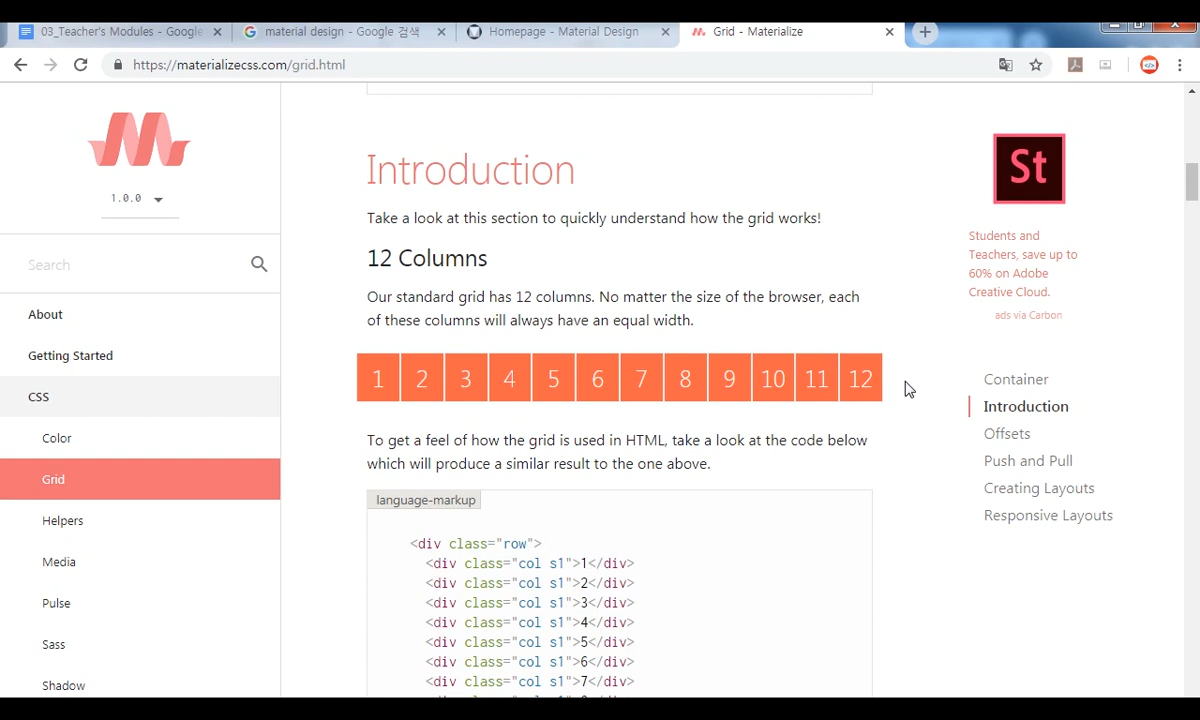 03_Teacher's Modules - Google
material design - Google 검색
Homepage - Material Design
Grid - Materialize
https://materializecss.com/grid.html
1.0.0
Search
About
Getting Started
CSS
Color
Grid
Helpers
Media
Pulse
Sass
Shadow
Introduction
Take a look at this section to quickly understand how the grid works!
12 Columns
Our standard grid has 12 columns. No matter the size of the browser, each
of these columns will always have an equal width.
1 2 3 4 5 6 7 8 9 10 11 12
To get a feel of how the grid is used in HTML, take a look at the code below
which will produce a similar result to the one above.
language-markup
<div class="row">
<div class="col s1">1</div>
<div class="col s1">2</div>
<div class="col s1">3</div>
<div class="col s1">4</div>
<div class="col s1">5</div>
<div class="col s1">6</div>
<div class="col s1">7</div>
St
Students and
Teachers, save up to
60% on Adobe
Creative Cloud.
ads via Carbon
Container
Introduction
Offsets
Push and Pull
Creating Layouts
Responsive Layouts